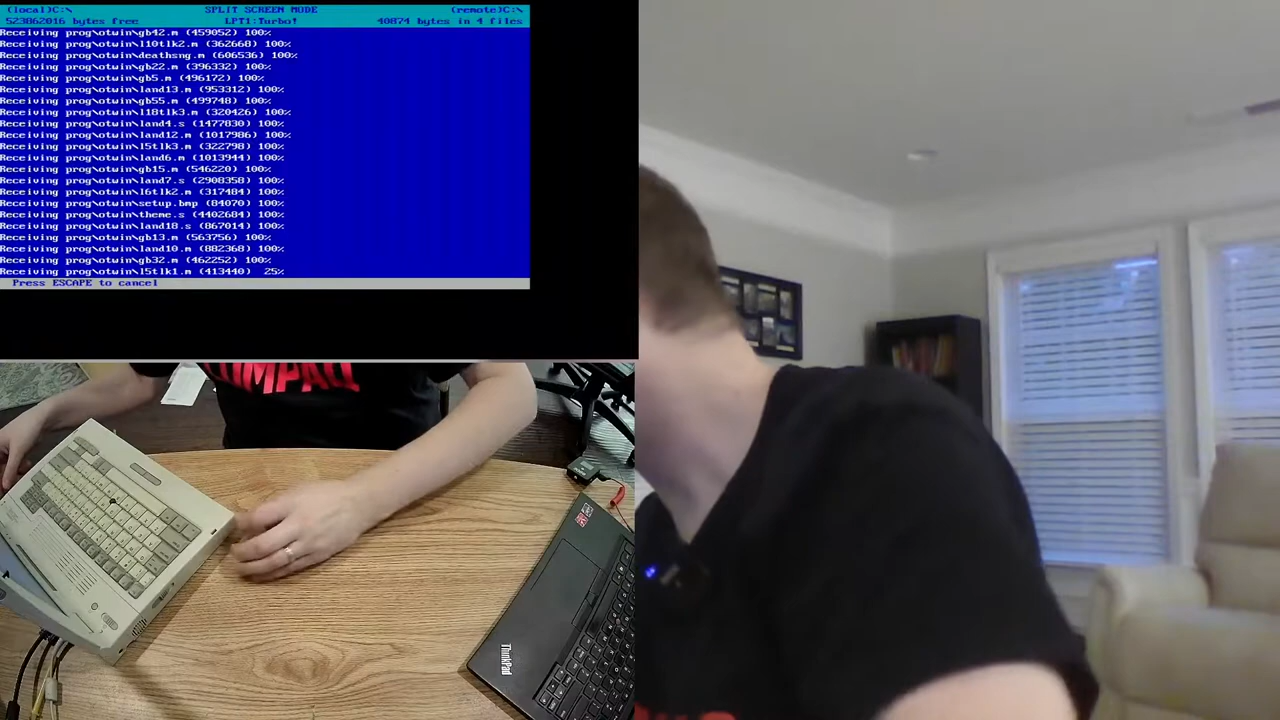 (local)C:\ SPLIT SCREEN MODE (remote)C:\
523862016 bytes free LPT1:Turbo! 40874 bytes in 4 files
Receiving prog\otwin\gb42.m (459052) 100%
Receiving prog\otwin\l10tlk2.m (362668) 100%
Receiving prog\otwin\deathsng.m (606536) 100%
Receiving prog\otwin\gb22.m (396332) 100%
Receiving prog\otwin\gb5.m (496172) 100%
Receiving prog\otwin\land13.m (953312) 100%
Receiving prog\otwin\gb55.m (499748) 100%
Receiving prog\otwin\l18tlk3.m (320426) 100%
Receiving prog\otwin\land4.s (1477830) 100%
Receiving prog\otwin\land12.m (1017986) 100%
Receiving prog\otwin\l5tlk3.m (322798) 100%
Receiving prog\otwin\land6.m (1013944) 100%
Receiving prog\otwin\gb15.m (546220) 100%
Receiving prog\otwin\land7.s (2908358) 100%
Receiving prog\otwin\l6tlk2.m (317484) 100%
Receiving prog\otwin\setup.bmp (84070) 100%
Receiving prog\otwin\theme.s (4402684) 100%
Receiving prog\otwin\land18.s (867014) 100%
Receiving prog\otwin\gb13.m (563756) 100%
Receiving prog\otwin\land10.m (882368) 100%
Receiving prog\otwin\gb32.m (462252) 100%
Receiving prog\otwin\l5tlk1.m (413440) 25%
Press ESCAPE to cancel
COMPAQ
ThinkPad